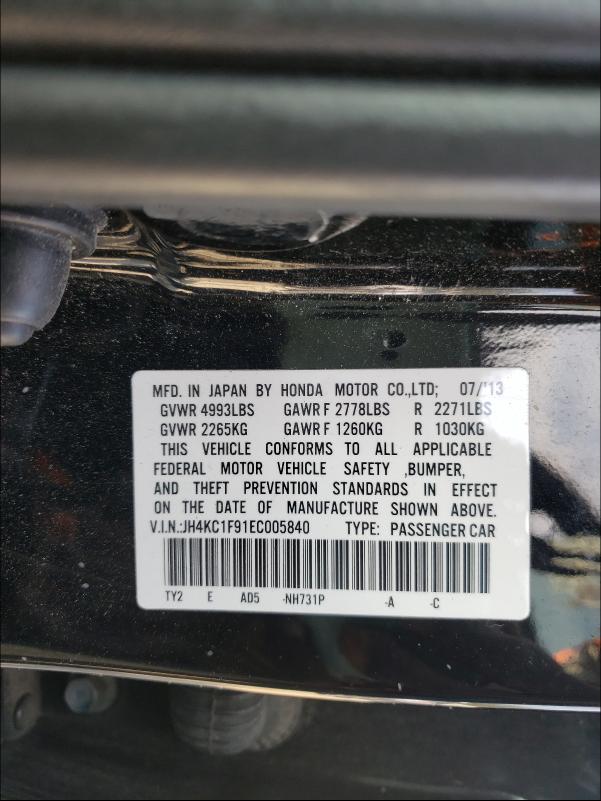 MFD. IN JAPAN BY HONDA MOTOR CO.,LTD; 07/'13
GVWR 4993LBS GAWR F 2778LBS R 2271LBS
GVWR 2265KG GAWR F 1260KG R 1030KG
THIS VEHICLE CONFORMS TO ALL APPLICABLE
FEDERAL MOTOR VEHICLE SAFETY ,BUMPER,
AND THEFT PREVENTION STANDARDS IN EFFECT
ON THE DATE OF MANUFACTURE SHOWN ABOVE.
V.I.N.:JH4KC1F91EC005840 TYPE: PASSENGER CAR
TY2 E AD5 -NH731P -A -C